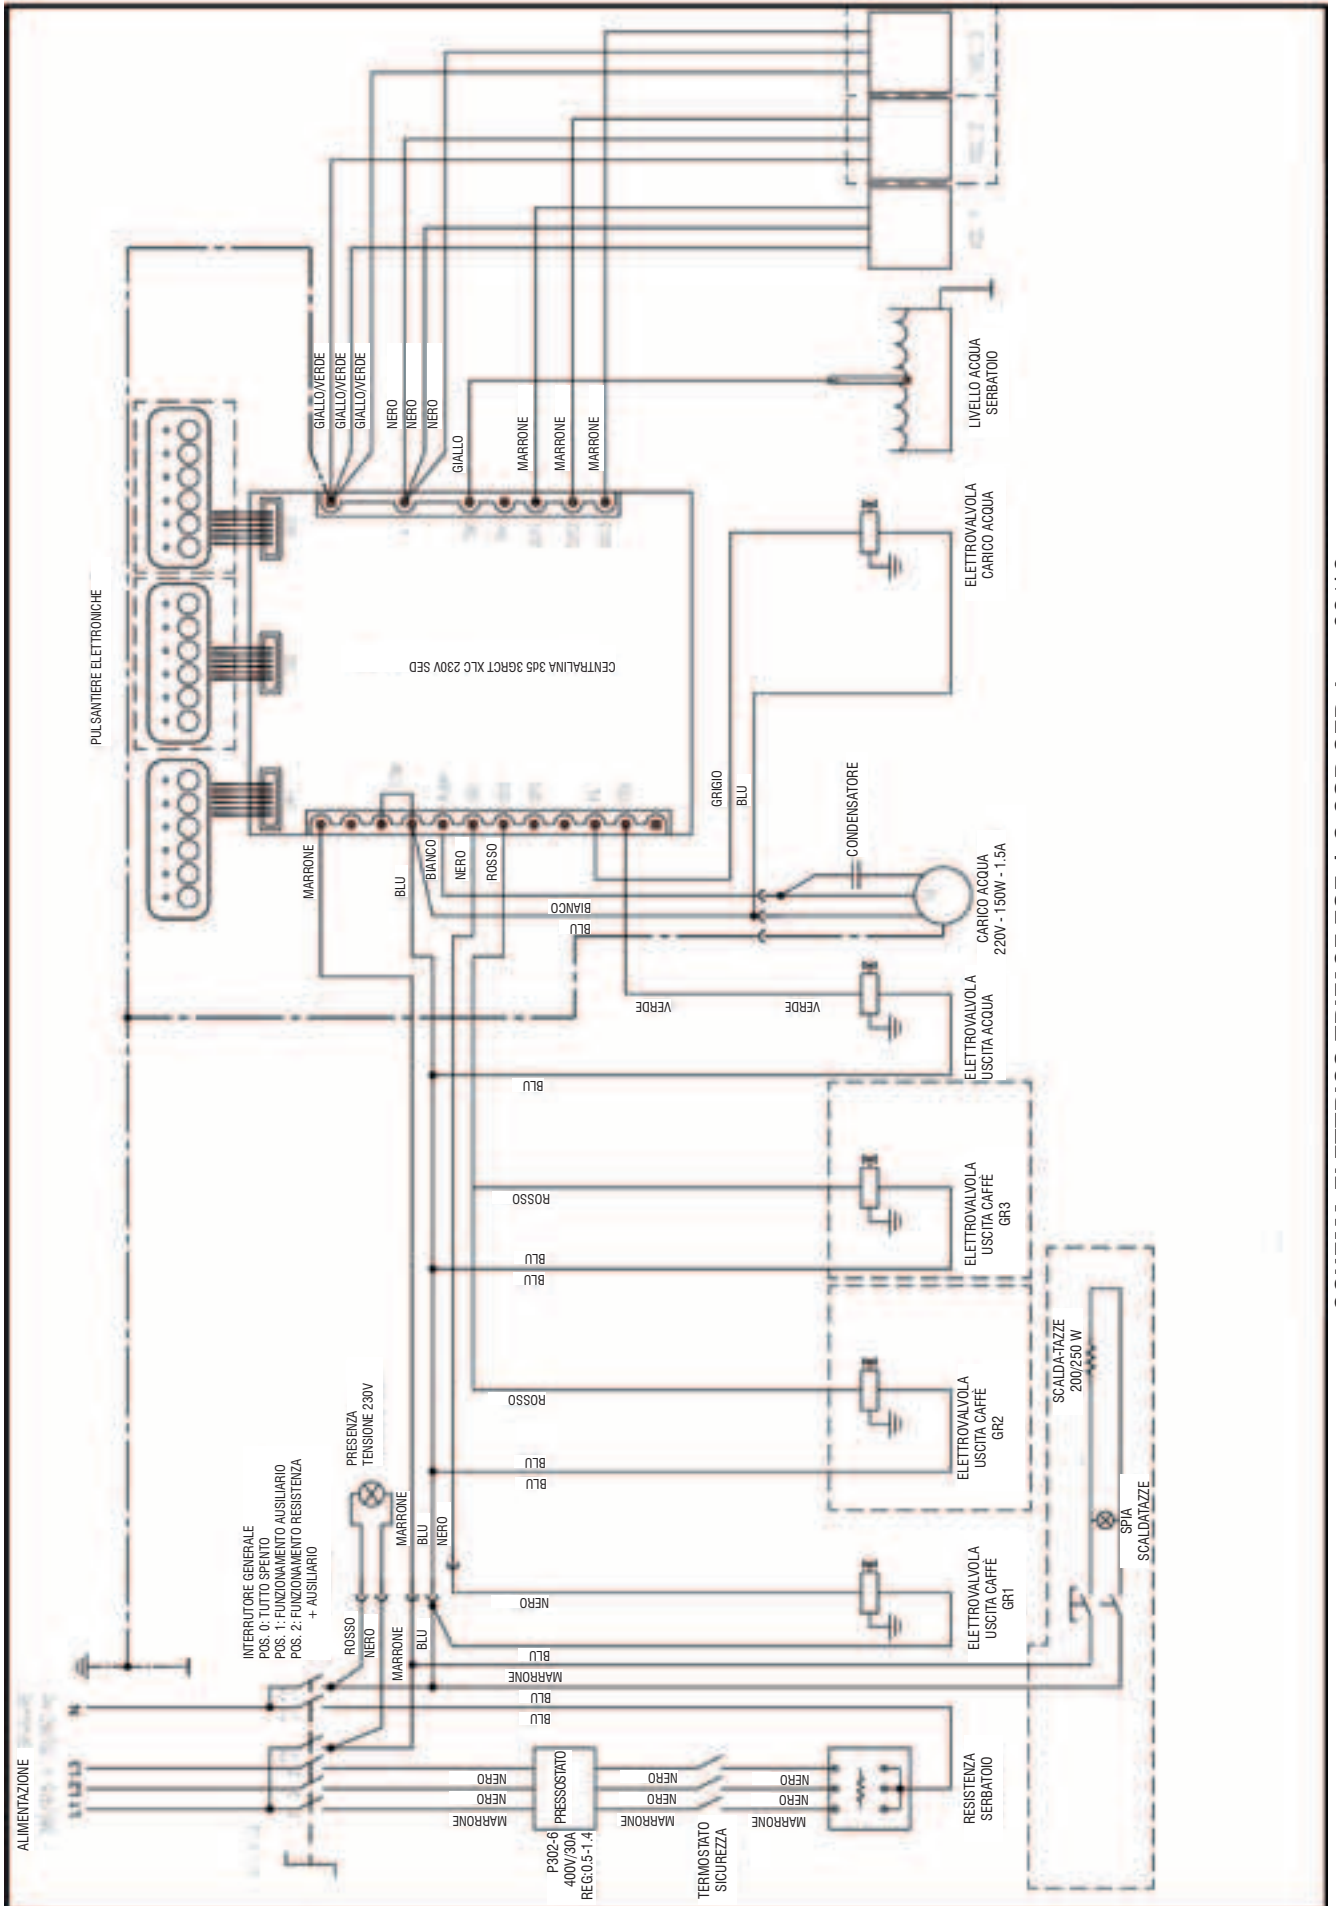 ALIMENTAZIONE
L1 L2 L3
N
INTERRUTORE GENERALE
POS. 0: TUTTO SPENTO
POS. 1: FUNZIONAMENTO AUSILIARIO
POS. 2: FUNZIONAMENTO RESISTENZA
+ AUSILIARIO
PRESENZA
TENSIONE 230V
ROSSO
NERO
MARRONE
BLU
MARRONE
BLU
NERO
PULSANTIERE ELETTRONICHE
CENTRALINA 3d5 3GRCT XLC 230V SED
MARRONE
BLU
BIANCO
NERO
ROSSO
GIALLO/VERDE
GIALLO/VERDE
GIALLO/VERDE
NERO
NERO
NERO
GIALLO
MARRONE
MARRONE
MARRONE
GRIGIO
BLU
BIANCO
BLU
CONDENSATORE
VERDE
VERDE
BLU
ROSSO
BLU
BLU
ROSSO
BLU
BLU
NERO
BLU
MARRONE
BLU
BLU
NERO
NERO
MARRONE
P302-6
400V/30A
REG:0.5-1.4
PRESSOSTATO
NERO
NERO
MARRONE
TERMOSTATO
SICUREZZA
NERO
NERO
MARRONE
RESISTENZA
SERBATOIO
ELETTROVALVOLA
USCITA CAFFÈ
GR1
ELETTROVALVOLA
USCITA CAFFÈ
GR2
ELETTROVALVOLA
USCITA CAFFÈ
GR3
ELETTROVALVOLA
USCITA ACQUA
CARICO ACQUA
220V - 150W - 1.5A
ELETTROVALVOLA
CARICO ACQUA
LIVELLO ACQUA
SERBATOIO
SCALDA-TAZZE
200/250 W
SPIA
SCALDATAZZE